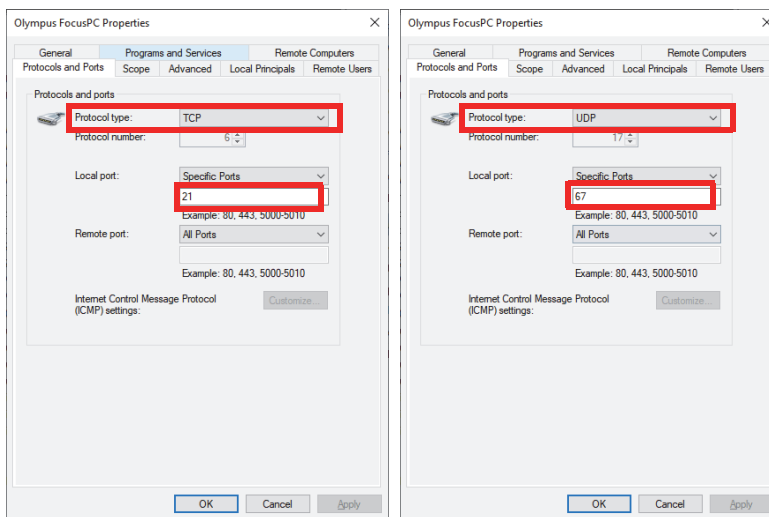 Olympus FocusPC Properties
General Programs and Services Remote Computers
Protocols and Ports Scope Advanced Local Principals Remote Users
Protocols and ports
Protocol type: TCP
Protocol number: 6
Local port: Specific Ports
21
Example: 80, 443, 5000-5010
Remote port: All Ports
Example: 80, 443, 5000-5010
Internet Control Message Protocol
(ICMP) settings:
Customize...
OK Cancel Apply
Olympus FocusPC Properties
General Programs and Services Remote Computers
Protocols and Ports Scope Advanced Local Principals Remote Users
Protocols and ports
Protocol type: UDP
Protocol number: 17
Local port: Specific Ports
67
Example: 80, 443, 5000-5010
Remote port: All Ports
Example: 80, 443, 5000-5010
Internet Control Message Protocol
(ICMP) settings:
Customize...
OK Cancel Apply